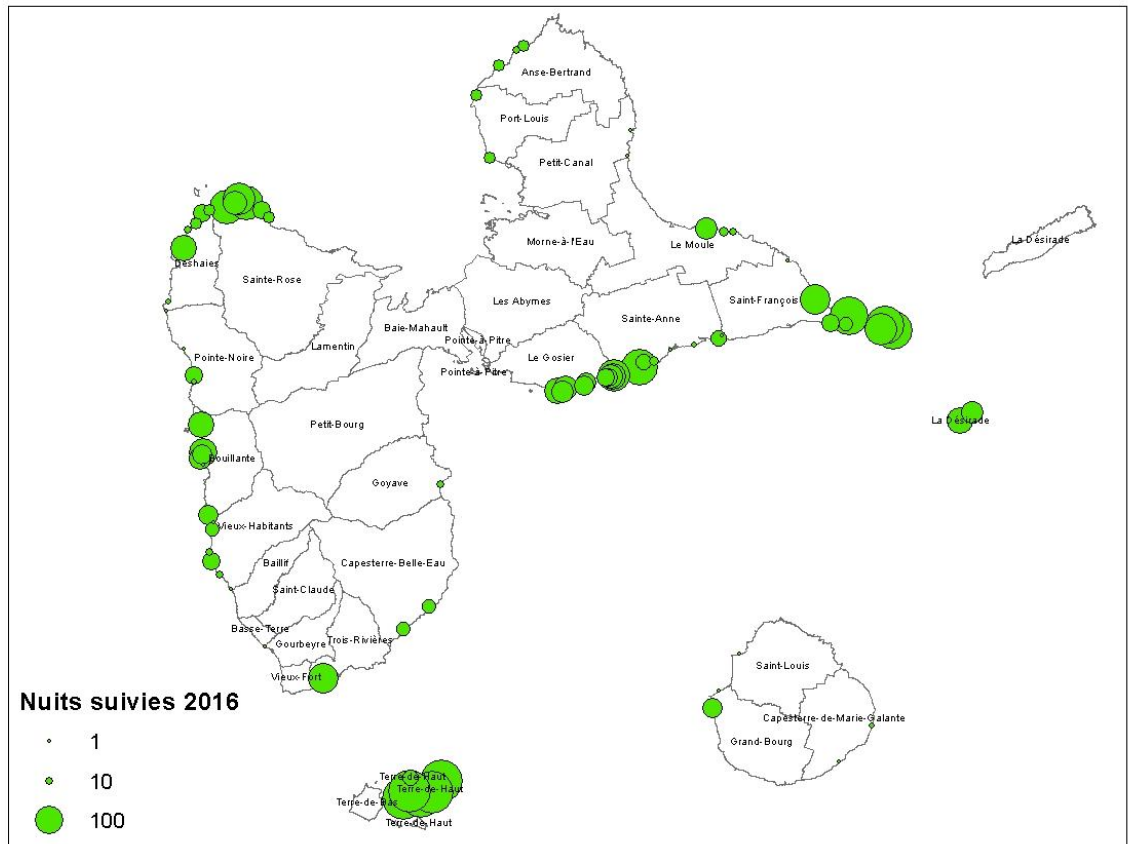 Anse-Bertrand
Port-Louis
Petit-Canal
Morne-à-l'Eau
Le Moule
La Désirade
Deshaies
Sainte-Rose
Les Abymes
Saint-François
Sainte-Anne
Baie-Mahault
Pointe-à-Pitre
Lamentin
Pointe-Noire
Le Gosier
Pointe-à-Pitre
Petit-Bourg
La Désirade
Bouillante
Goyave
Vieux-Habitants
Baillif
Capesterre-Belle-Eau
Saint-Claude
Basse-Terre
Gourbeyre
Trois-Rivières
Vieux-Fort
Saint-Louis
Capesterre-de-Marie-Galante
Grand-Bourg
Nuits suivies 2016
1
10
100
Terre-de-Haut
Terre-de-Haut
Terre-de-Bas
Terre-de-Haut